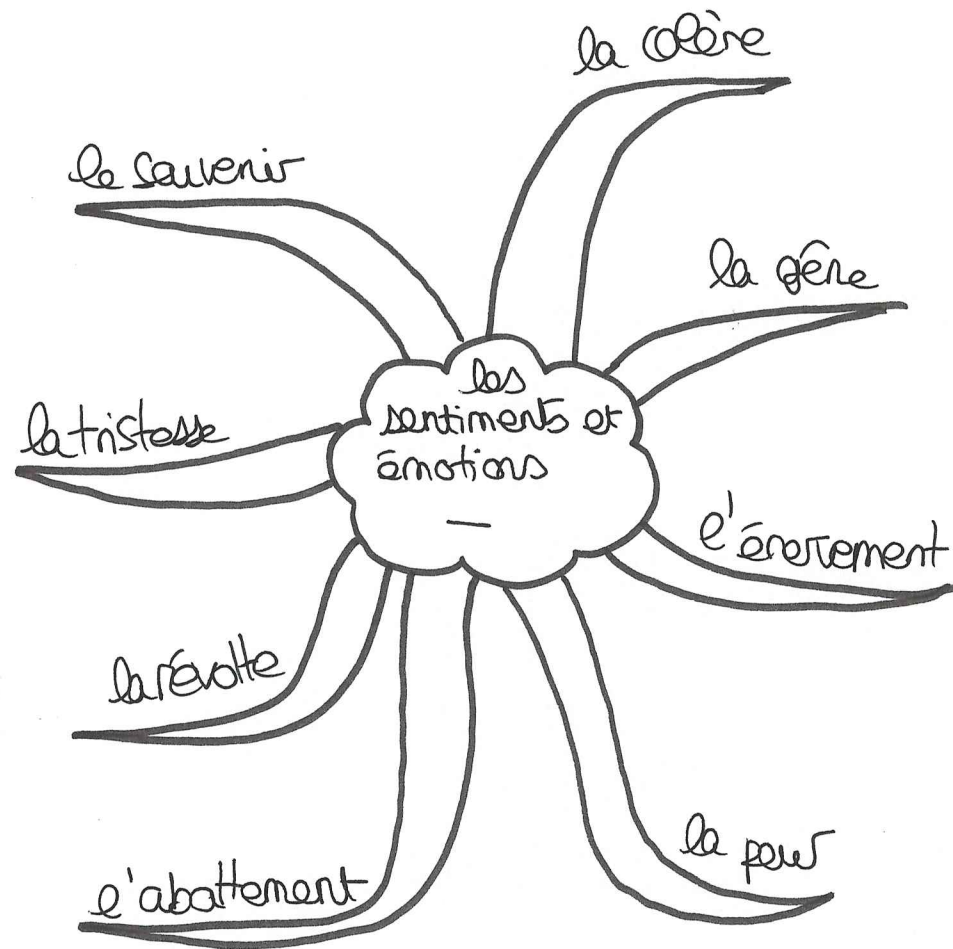 la colère
le souvenir
la gêne
les
sentiments et
émotions
la tristesse
l'énervement
la révolte
la peur
l'abattement